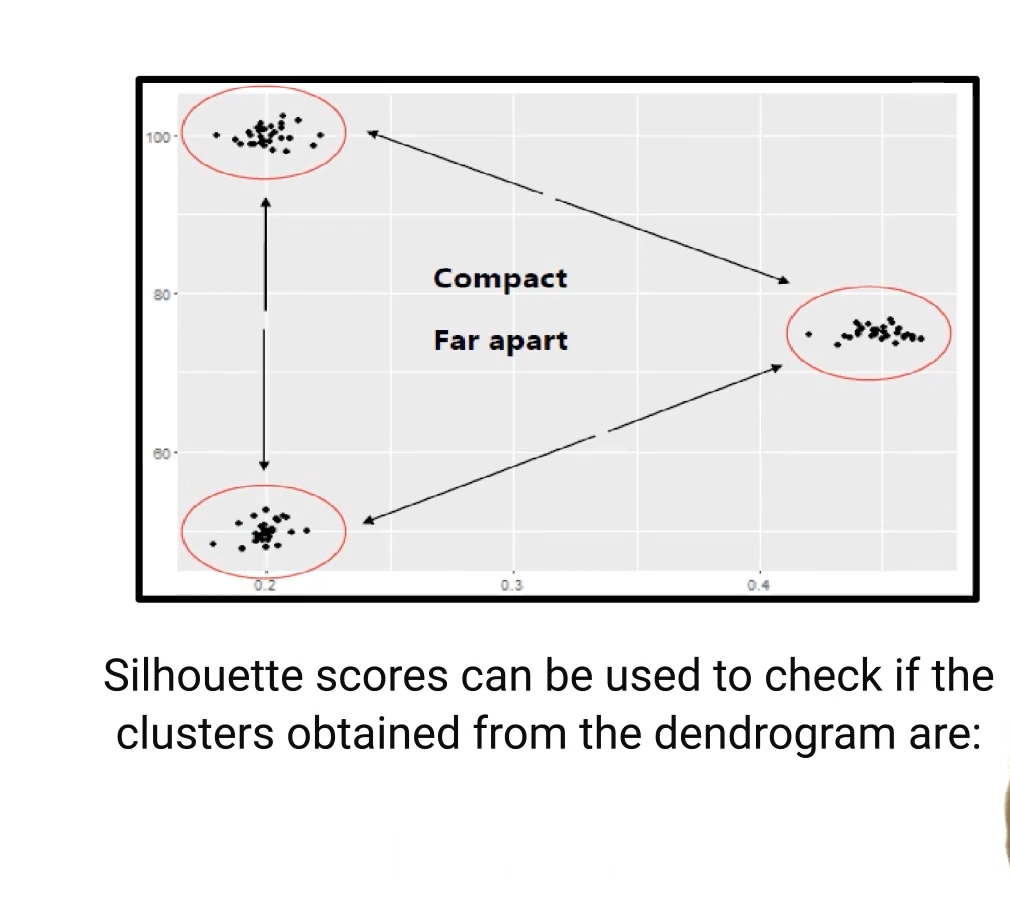 100
80
60
Compact
Far apart
0.2 0.3 0.4
Silhouette scores can be used to check if the
clusters obtained from the dendrogram are: